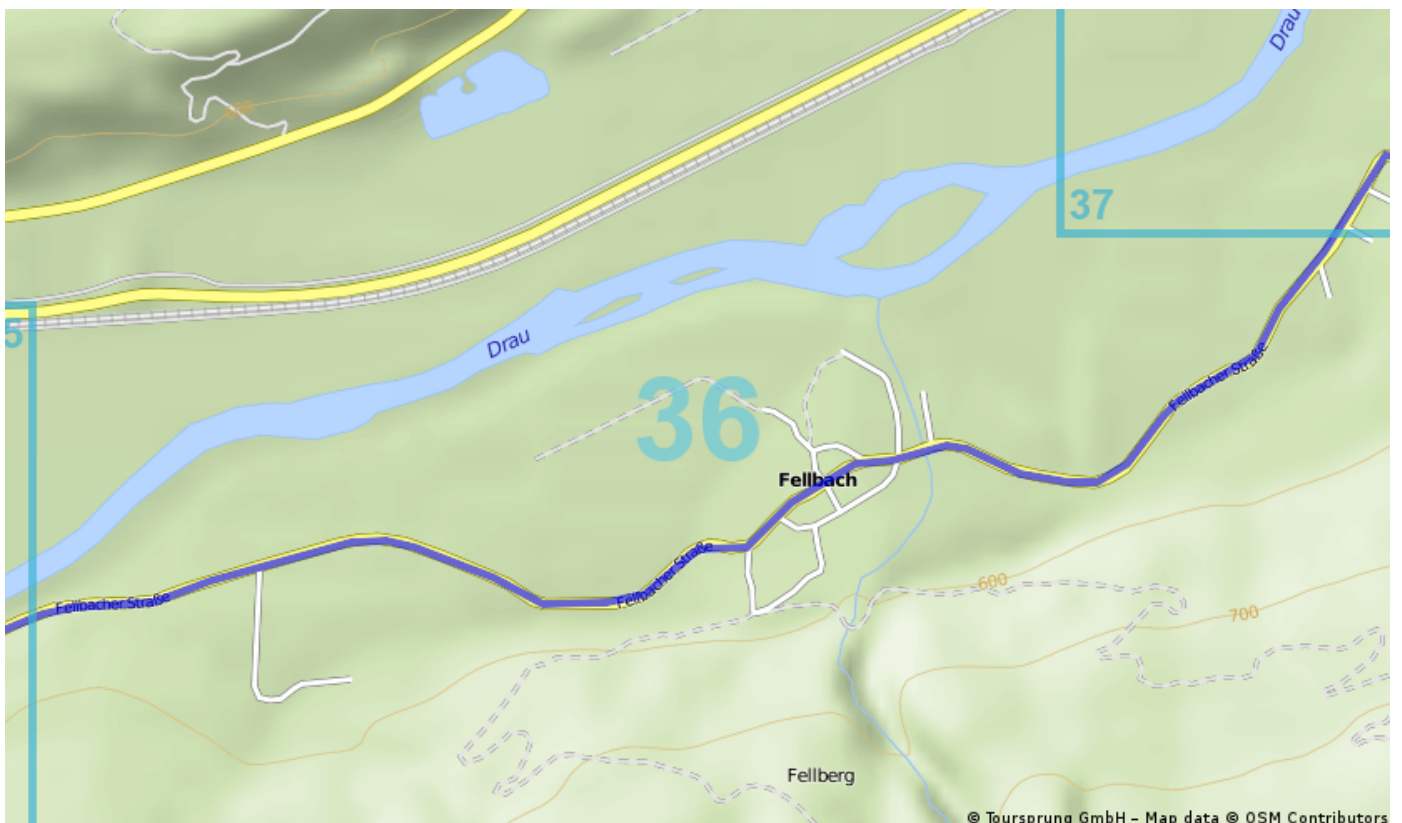 Drau
37
5
Drau
Fellbacher Straße
36
Fellbach
Fellbacher Straße
600
Fellbacher Straße
700
Fellberg
© Toursprung GmbH – Map data © OSM Contributors